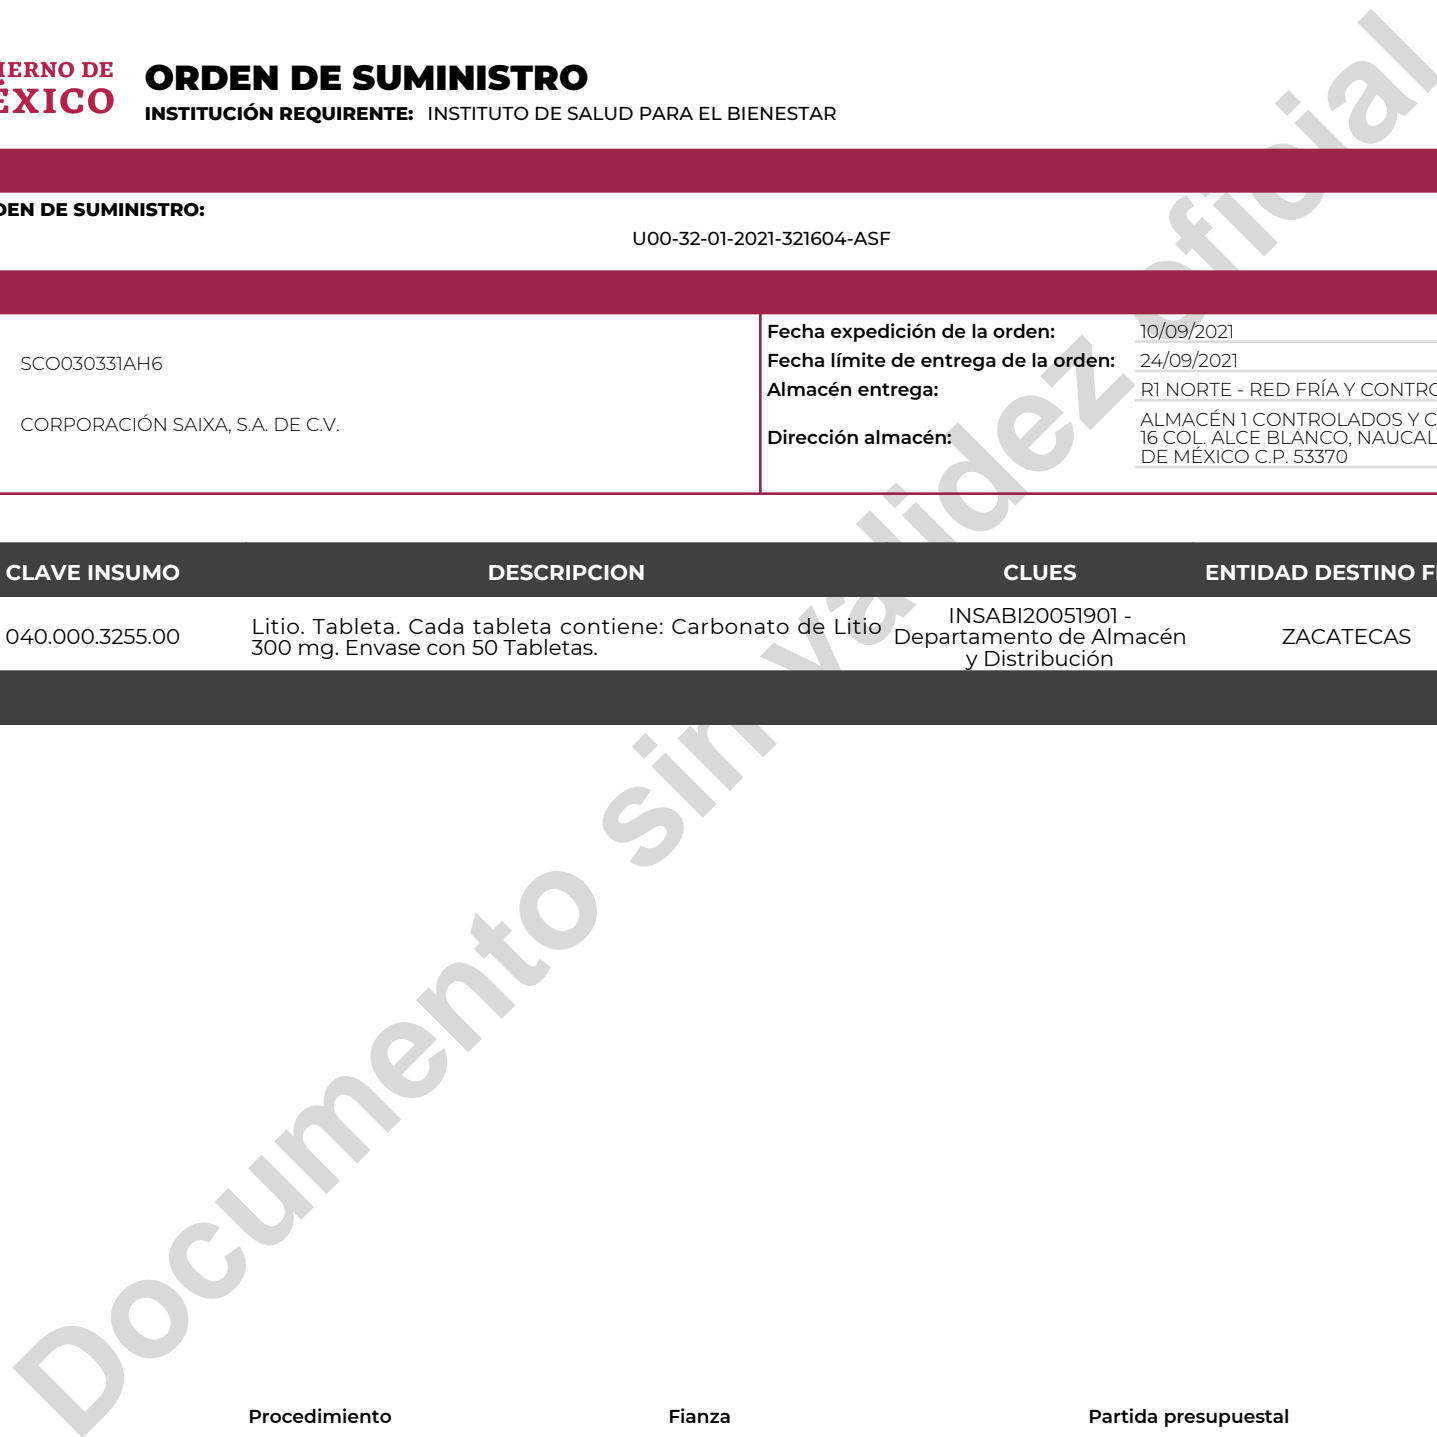 IERNO DE
ÉXICO
ORDEN DE SUMINISTRO
INSTITUCIÓN REQUIRENTE: INSTITUTO DE SALUD PARA EL BIENESTAR
DEN DE SUMINISTRO:
U00-32-01-2021-321604-ASF
SCO030331AH6
CORPORACIÓN SAIXA, S.A. DE C.V.
Fecha expedición de la orden: 10/09/2021
Fecha límite de entrega de la orden: 24/09/2021
Almacén entrega: R1 NORTE - RED FRÍA Y CONTRO
Dirección almacén: ALMACÉN 1 CONTROLADOS Y C
16 COL. ALCE BLANCO, NAUCAL
DE MÉXICO C.P. 53370
CLAVE INSUMO DESCRIPCION CLUES ENTIDAD DESTINO F
040.000.3255.00
Litio. Tableta. Cada tableta contiene: Carbonato de Litio
300 mg. Envase con 50 Tabletas.
INSABI20051901 -
Departamento de Almacén
y Distribución
ZACATECAS
Documento sin validez oficial
Procedimiento Fianza Partida presupuestal